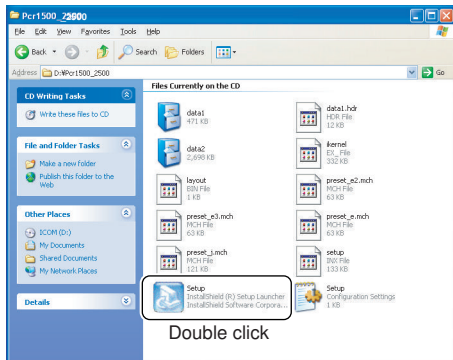 Pcr1500_2500
File Edit View Favorites Tools Help
Back Search Folders
Address D:\Pcr1500_2500 Go
CD Writing Tasks
Write these files to CD
File and Folder Tasks
Make a new folder
Publish this folder to the
Web
Other Places
ICOM (D:)
My Documents
Shared Documents
My Network Places
Details
Files Currently on the CD
data1
471 KB
data1.hdr
HDR File
12 KB
data2
2,698 KB
ikernel
EX_ File
332 KB
layout
BIN File
1 KB
preset_e2.mch
MCH File
63 KB
preset_e3.mch
MCH File
63 KB
preset_e.mch
MCH File
63 KB
preset_j.mch
MCH File
121 KB
setup
INX File
133 KB
Setup
InstallShield (R) Setup Launcher
InstallShield Software Corpora...
Setup
Configuration Settings
1 KB
Double click